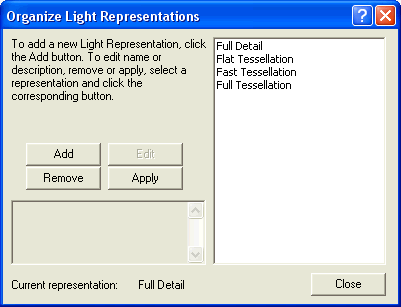 Organize Light Representations
To add a new Light Representation, click
the Add button. To edit name or
description, remove or apply, select a
representation and click the
corresponding button.
Add
Edit
Remove
Apply
Full Detail
Flat Tessellation
Fast Tessellation
Full Tessellation
Current representation: Full Detail
Close